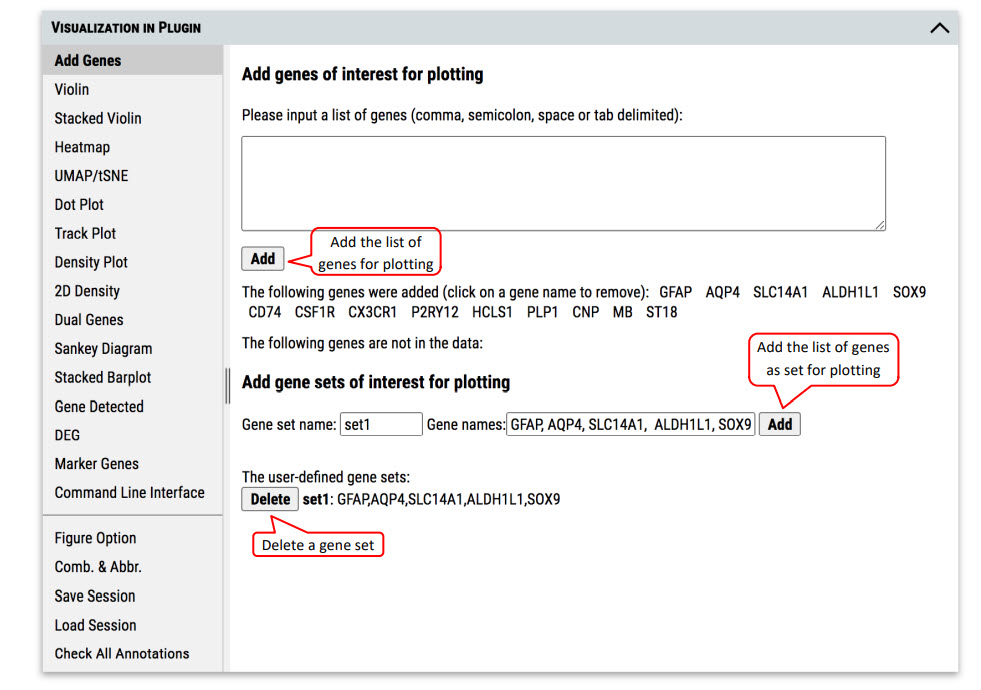 Visualization in Plugin
Add Genes
Violin
Stacked Violin
Heatmap
UMAP/tSNE
Dot Plot
Track Plot
Density Plot
2D Density
Dual Genes
Sankey Diagram
Stacked Barplot
Gene Detected
DEG
Marker Genes
Command Line Interface
Figure Option
Comb. & Abbr.
Save Session
Load Session
Check All Annotations
Add genes of interest for plotting
Please input a list of genes (comma, semicolon, space or tab delimited):
Add
Add the list of
genes for plotting
The following genes were added (click on a gene name to remove): GFAP AQP4 SLC14A1 ALDH1L1 SOX9
CD74 CSF1R CX3CR1 P2RY12 HCLS1 PLP1 CNP MB ST18
The following genes are not in the data:
Add the list of genes
as set for plotting
Add gene sets of interest for plotting
Gene set name: set1 Gene names: GFAP, AQP4, SLC14A1, ALDH1L1, SOX9 Add
The user-defined gene sets:
Delete set1: GFAP,AQP4,SLC14A1,ALDH1L1,SOX9
Delete a gene set